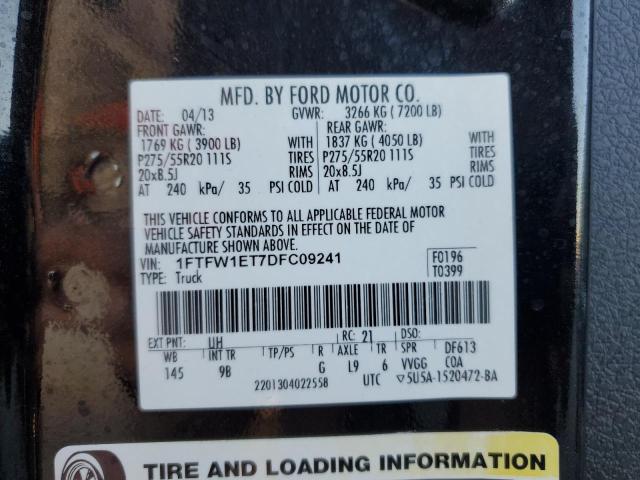 MFD. BY FORD MOTOR CO.
DATE: 04/13 GVWR: 3266 KG ( 7200 LB)
FRONT GAWR: REAR GAWR:
1769 KG ( 3900 LB) WITH 1837 KG ( 4050 LB) WITH
P275/55R20 111S TIRES P275/55R20 111S TIRES
20x8.5J RIMS 20x8.5J RIMS
AT 240 kPa/ 35 PSI COLD AT 240 kPa/ 35 PSI COLD
THIS VEHICLE CONFORMS TO ALL APPLICABLE FEDERAL MOTOR
VEHICLE SAFETY STANDARDS IN EFFECT ON THE DATE OF
MANUFACTURE SHOWN ABOVE.
VIN: 1FTFW1ET7DFC09241 F0196
TYPE: Truck T0399
EXT PNT: UH RC: 21 DSO:
WB INT TR TP/PS R AXLE TR SPR DF613
145 9B G L9 6 VVGG COA
2201304022558 UTC ▽5U5A-1520472-BA
TIRE AND LOADING INFORMATION